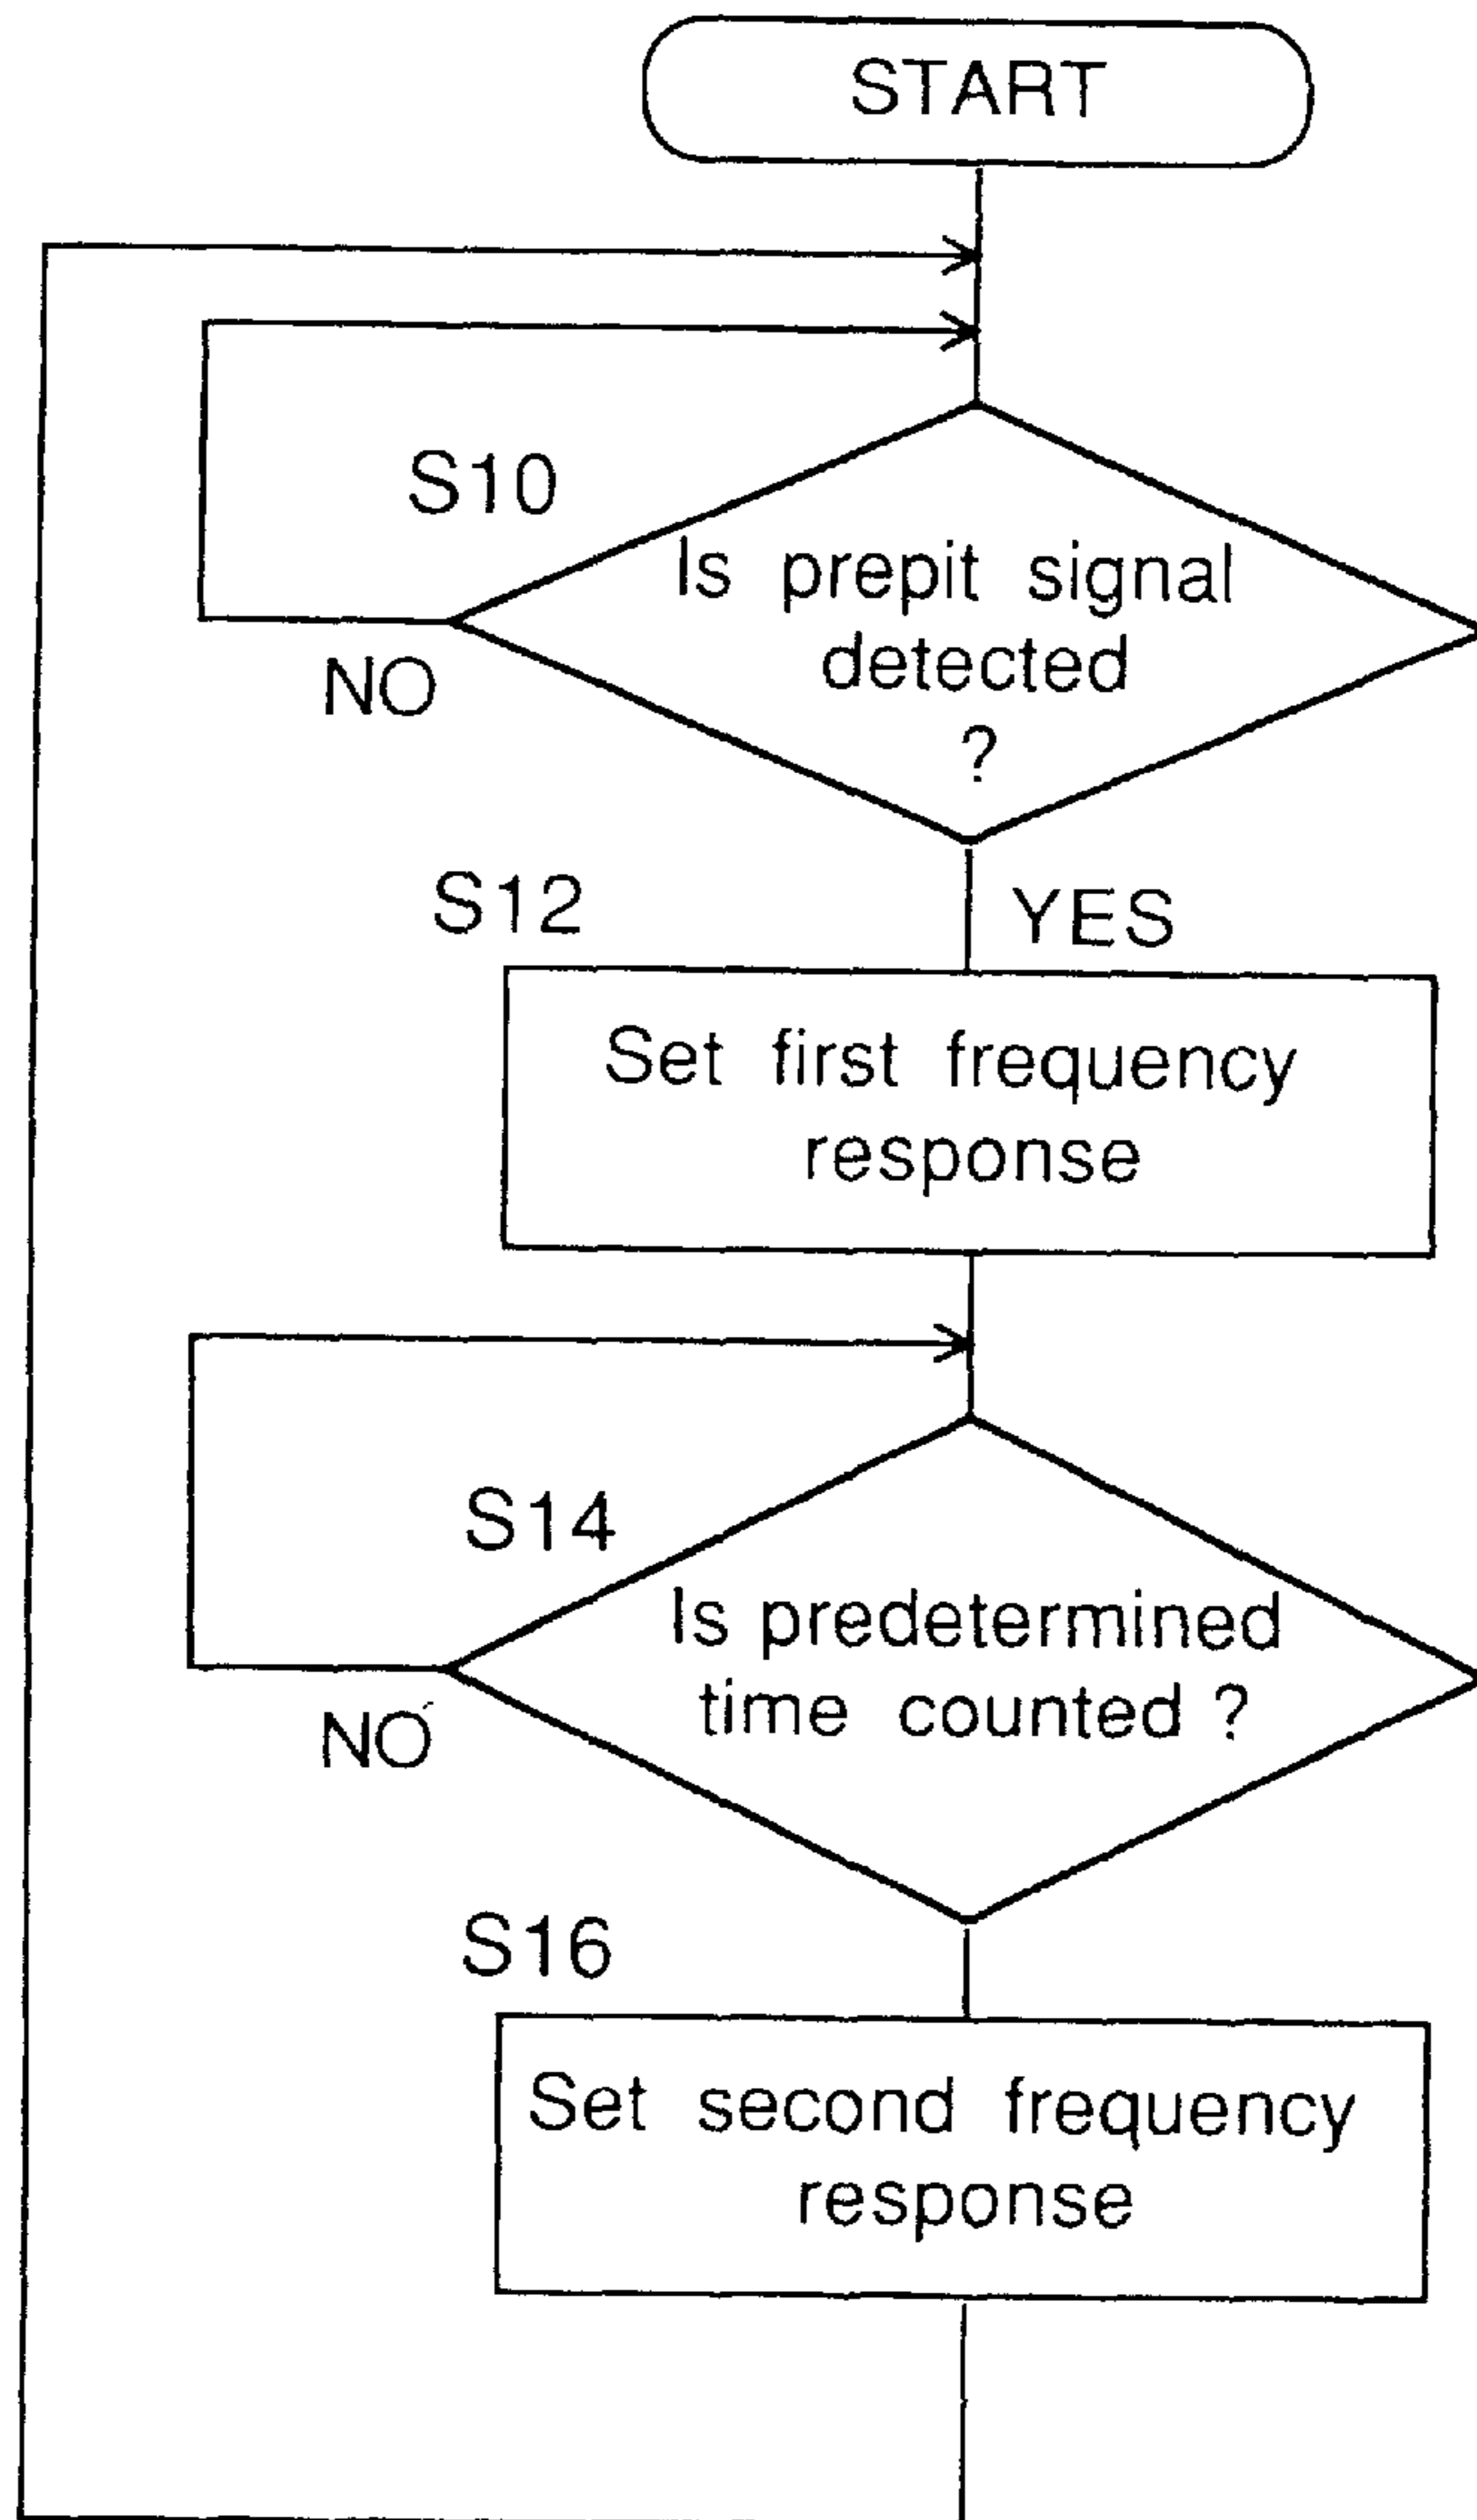 START
S10
Is prepit signal
detected
?
NO
S12
YES
Set first frequency
response
S14
Is predetermined
time counted ?
NO
S16
Set second frequency
response